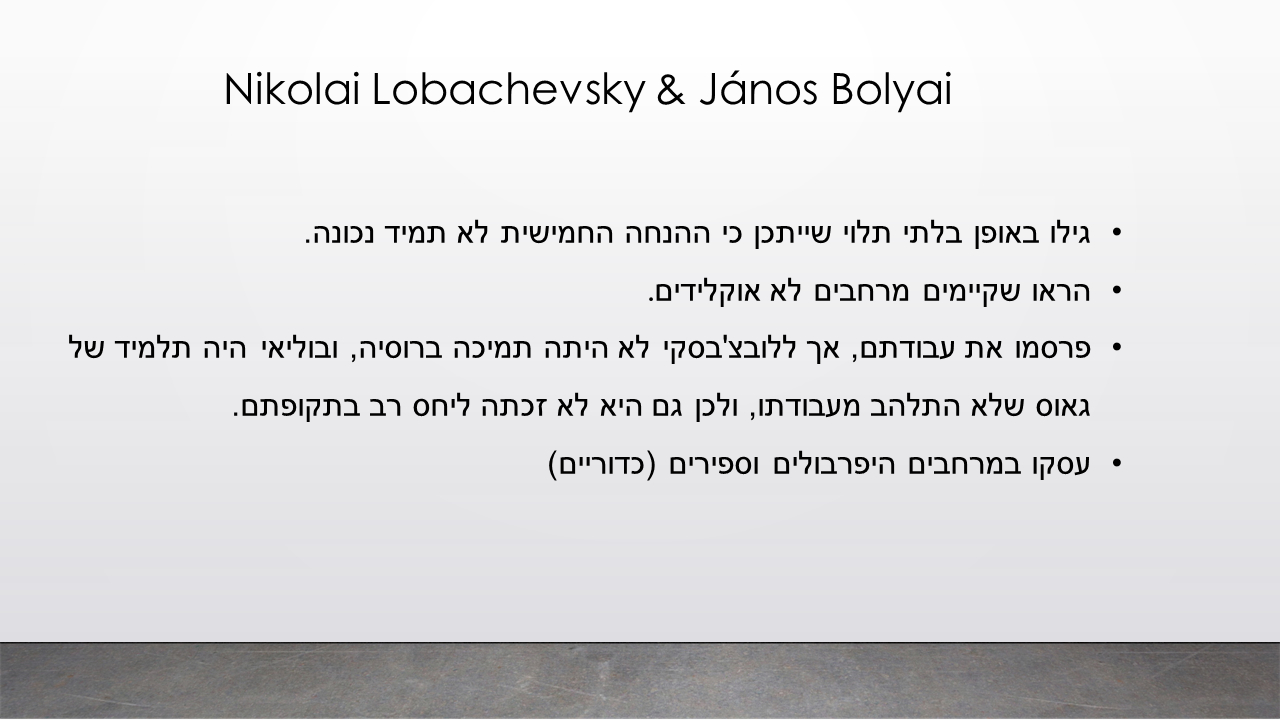 Nikolai Lobachevsky & János Bolyai
• גילו באופן בלתי תלוי שייתכן כי ההנחה החמישית לא תמיד נכונה.
• הראו שקיימים מרחבים לא אוקלידים.
• פרסמו את עבודתם, אך ללובצ'בסקי לא היתה תמיכה ברוסיה, ובוליאי היה תלמיד של
גאוס שלא התלהב מעבודתו, ולכן גם היא לא זכתה ליחס רב בתקופתם.
• עסקו במרחבים היפרבולים וספירים (כדוריים)